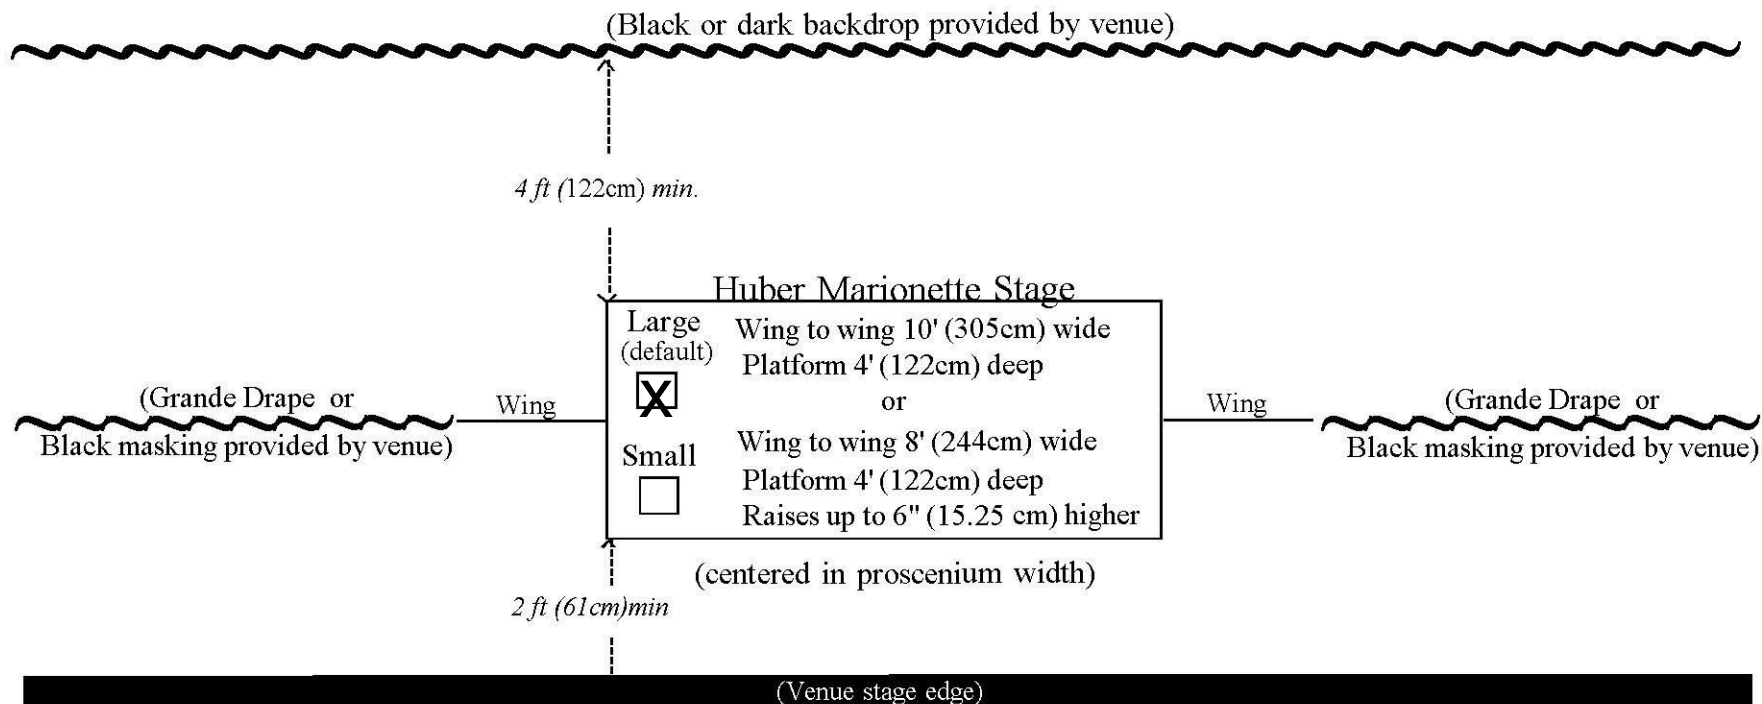 (Black or dark backdrop provided by venue)
4 ft (122cm) min.
Huber Marionette Stage
Large
(default)
X
Wing to wing 10' (305cm) wide
Platform 4' (122cm) deep
or
Small
Wing to wing 8' (244cm) wide
Platform 4' (122cm) deep
Raises up to 6" (15.25 cm) higher
(Grande Drape or
Black masking provided by venue)
Wing
Wing
(Grande Drape or
Black masking provided by venue)
(centered in proscenium width)
2 ft (61cm)min
(Venue stage edge)